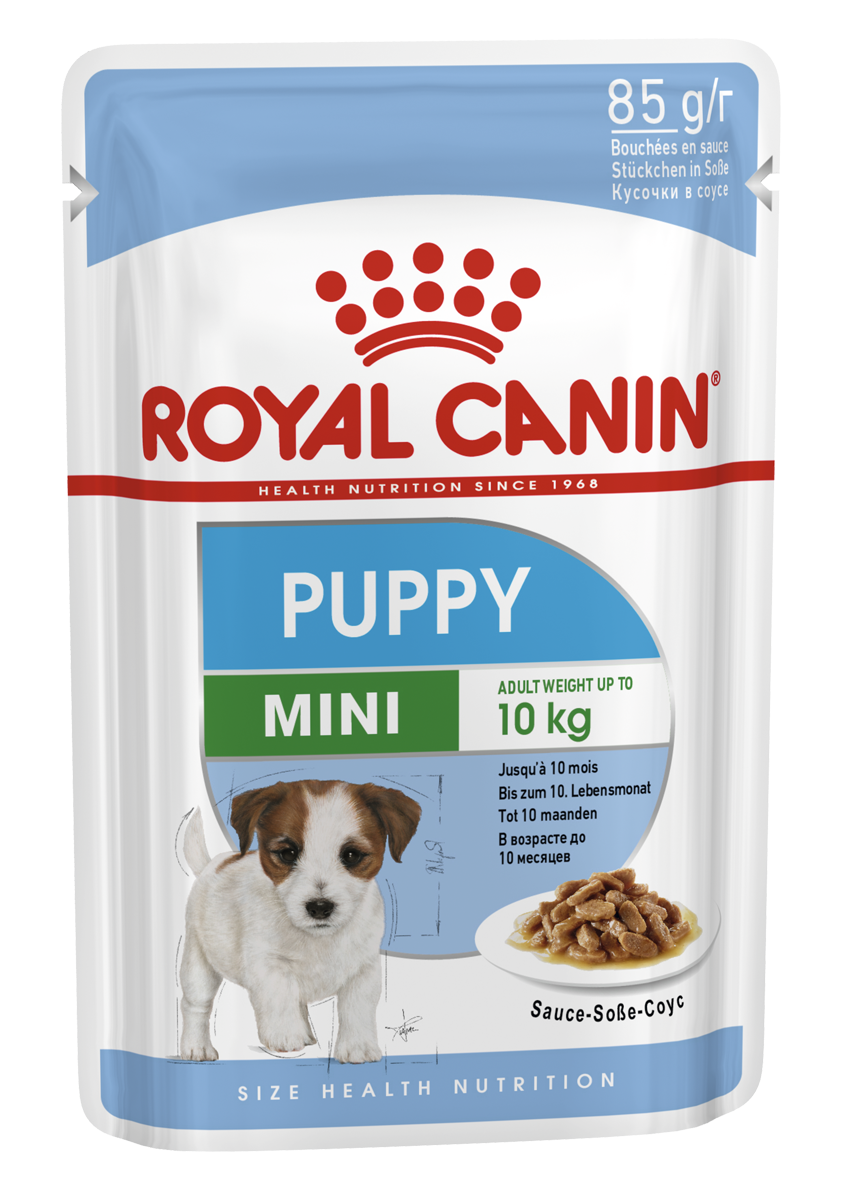 85 g/г
Bouchées en sauce
Stückchen in Soße
Кусочки в соусе
ROYAL CANIN®
HEALTH NUTRITION SINCE 1968
PUPPY
MINI
ADULT WEIGHT UP TO
10 kg
Jusqu'à 10 mois
Bis zum 10. Lebensmonat
Tot 10 maanden
В возрасте до
10 месяцев
Sauce-Soße-Соус
SIZE HEALTH NUTRITION